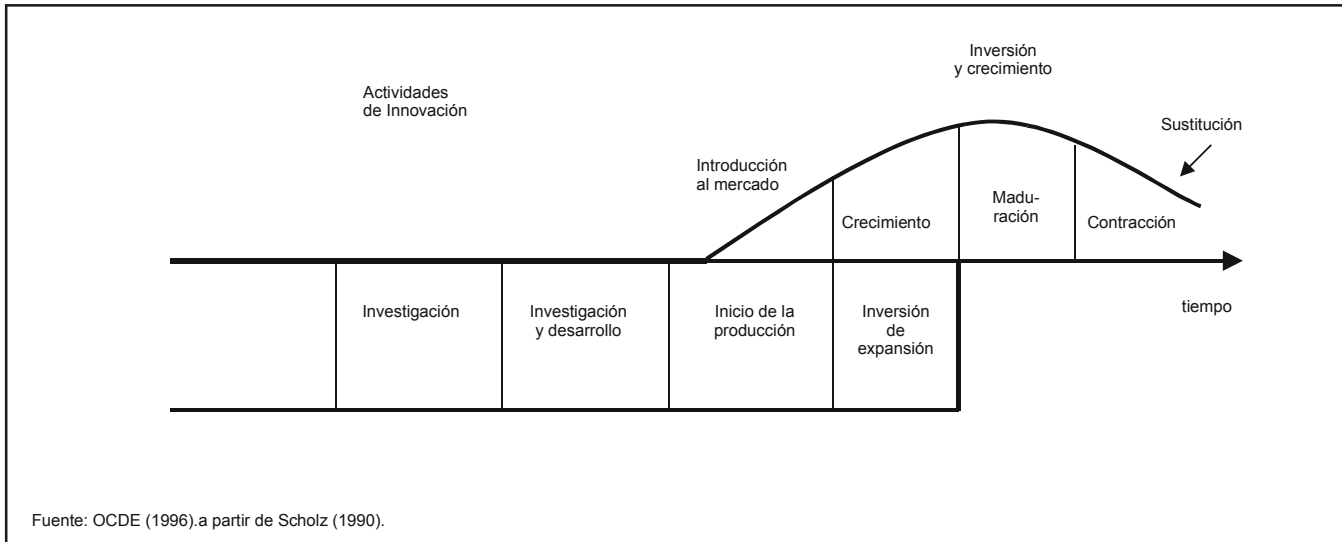 Inversión
y crecimiento
Actividades
de Innovación
Sustitución
Introducción
al mercado
Crecimiento
Madu-
ración
Contracción
Investigación
Investigación
y desarrollo
Inicio de la
producción
Inversión
de
expansión
tiempo
Fuente: OCDE (1996).a partir de Scholz (1990).